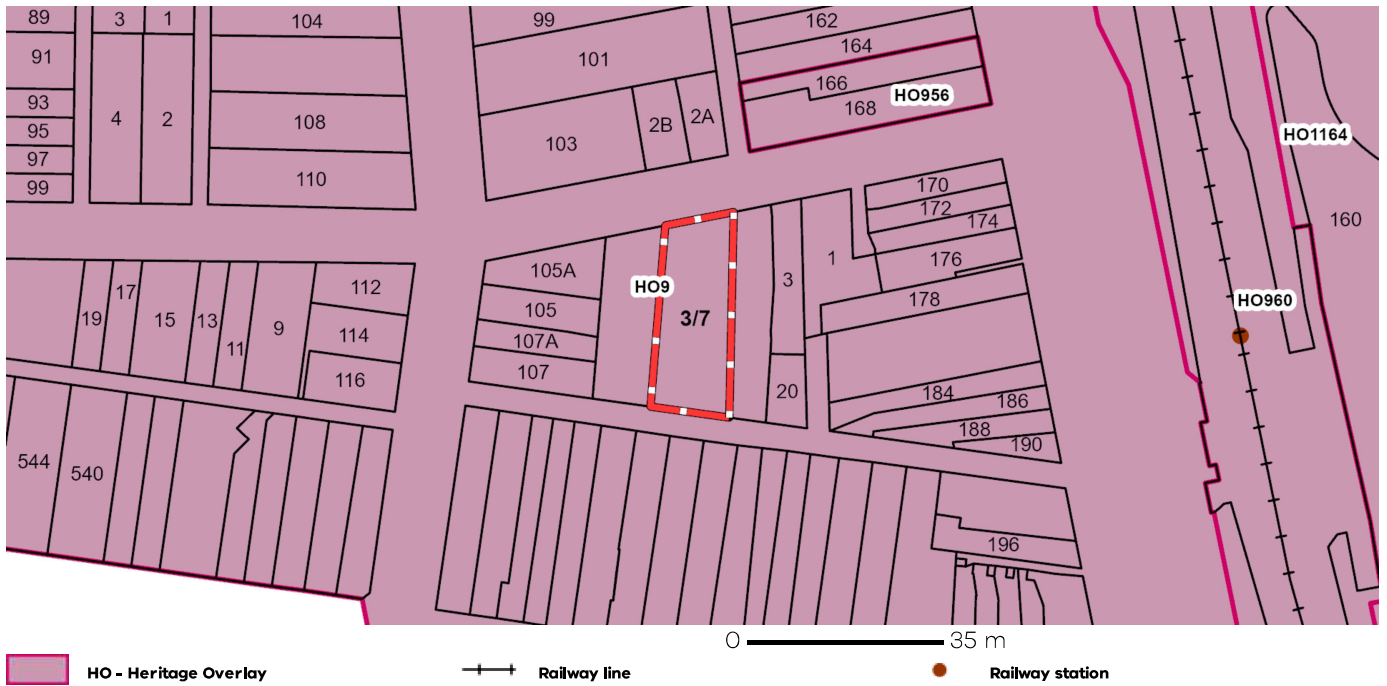 89 3 1 104 99 162
91 101 164
166 HO956
93 4 2 108 103 2B 2A 168
95 HO1164
97 110
99 170
172 160
174
105A 3 1 176
17 112 HO9 178 HO960
19 15 13 9 114 105 3/7
11 107A
116 107 20 184 186
188
190
544 540
196
0 35 m
HO - Heritage Overlay Railway line Railway station